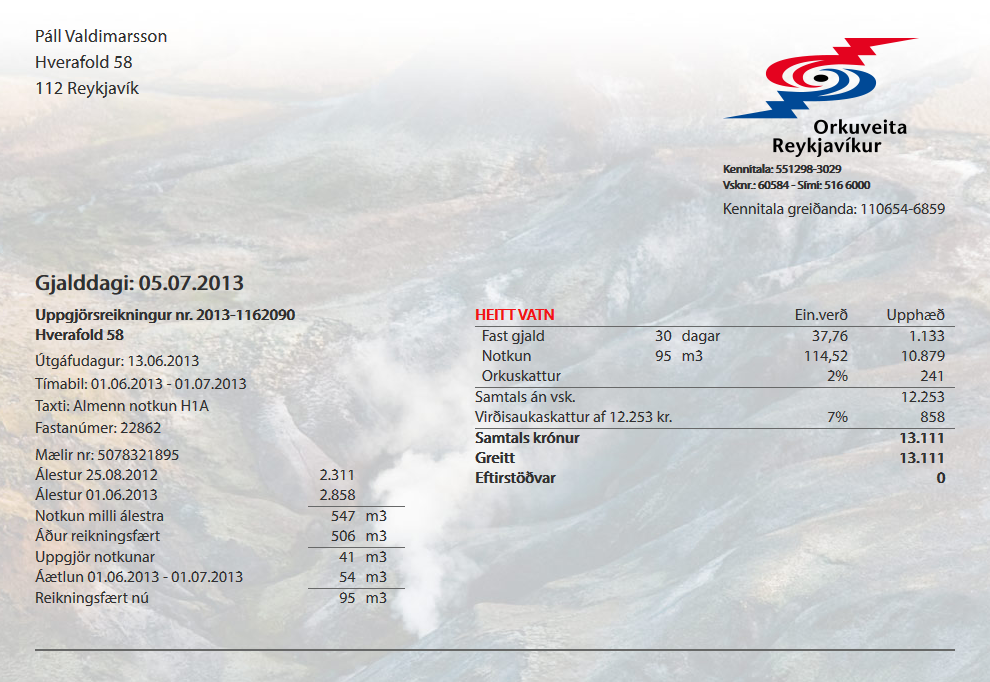 Páll Valdimarsson
Hverafold 58
112 Reykjavík
Orkuveita
Reykjavíkur
Kennitala: 551298-3029
Vsknr.: 60584 - Sími: 516 6000
Kennitala greiðanda: 110654-6859
Gjalddagi: 05.07.2013
Uppgjörsreikningur nr. 2013-1162090
Hverafold 58
Útgáfudagur: 13.06.2013
Tímabil: 01.06.2013 - 01.07.2013
Taxti: Almenn notkun H1A
Fastanúmer: 22862
Mælir nr: 5078321895
Álestur 25.08.2012 2.311
Álestur 01.06.2013 2.858
Notkun milli álestra 547 m3
Áður reikningsfært 506 m3
Uppgjör notkunar 41 m3
Áætlun 01.06.2013 - 01.07.2013 54 m3
Reikningsfært nú 95 m3
HEITT VATN Ein.verð Upphæð
Fast gjald 30 dagar 37,76 1.133
Notkun 95 m3 114,52 10.879
Orkuskattur 2% 241
Samtals án vsk. 12.253
Virðisaukaskattur af 12.253 kr. 7% 858
Samtals krónur 13.111
Greitt 13.111
Eftirstöðvar 0